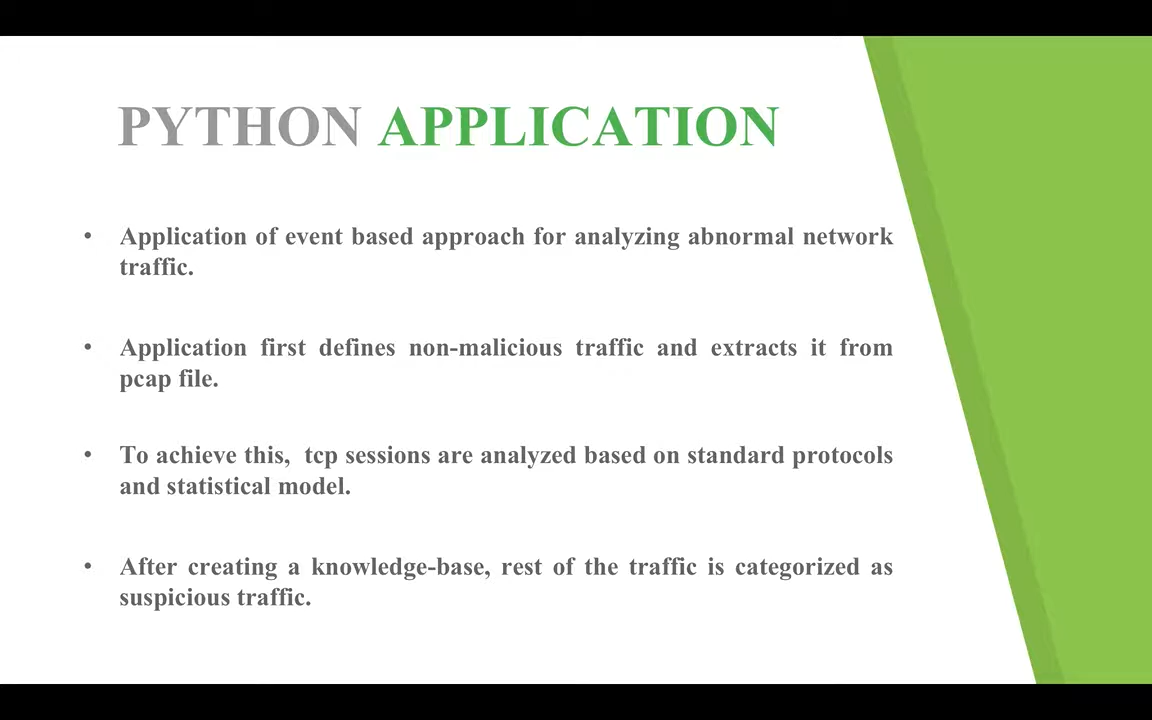 PYTHON APPLICATION
• Application of event based approach for analyzing abnormal network
traffic.
• Application first defines non-malicious traffic and extracts it from
pcap file.
• To achieve this,  tcp sessions are analyzed based on standard protocols
and statistical model.
• After creating a knowledge-base, rest of the traffic is categorized as
suspicious traffic.